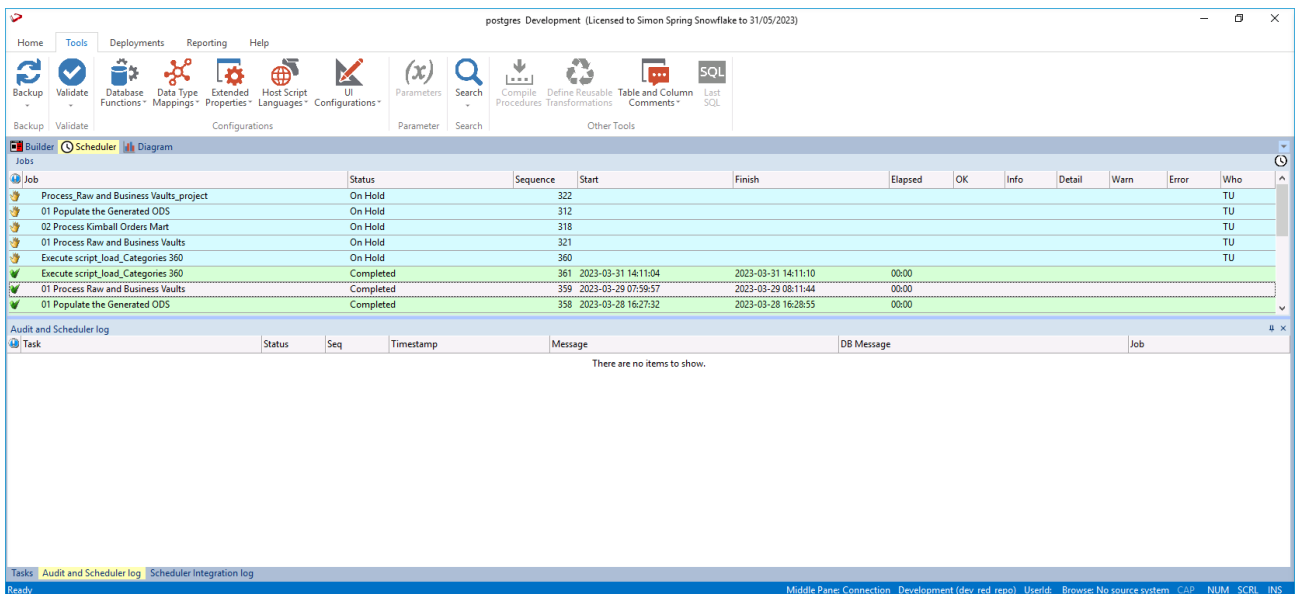 postgres Development (Licensed to Simon Spring Snowflake to 31/05/2023)
Home Tools Deployments Reporting Help
Backup Validate Database Functions Data Type Mappings Extended Properties Host Script Languages UI Configurations (x) Parameters Search Compile Procedures Define Reusable Transformations Table and Column Comments SQL Last SQL
Backup Validate Configurations Parameter Search Other Tools
Builder Scheduler Diagram
Jobs
Job Status Sequence Start Finish Elapsed OK Info Detail Warn Error Who
Process_Raw and Business Vaults_project On Hold 322 TU
01 Populate the Generated ODS On Hold 312 TU
02 Process Kimball Orders Mart On Hold 318 TU
01 Process Raw and Business Vaults On Hold 321 TU
Execute script_load_Categories 360 On Hold 360 TU
Execute script_load_Categories 360 Completed 361 2023-03-31 14:11:04 2023-03-31 14:11:10 00:00
01 Process Raw and Business Vaults Completed 359 2023-03-29 07:59:57 2023-03-29 08:11:44 00:00
01 Populate the Generated ODS Completed 358 2023-03-28 16:27:32 2023-03-28 16:28:55 00:00
Audit and Scheduler log
Task Status Seq Timestamp Message DB Message Job
There are no items to show.
Tasks Audit and Scheduler log Scheduler Integration log
Ready Middle Pane: Connection Development (dev_red_repo) UserId: Browse: No source system CAP NUM SCRL INS